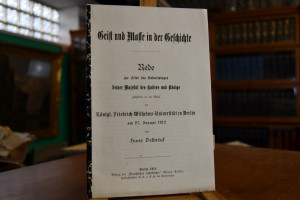 Geist und Masse in der Geschichte
Rede
zur Feier des Geburtstages
Seiner Majestät des Kaisers und Königs
gehalten in der Aula
der
Königl. Friedrich-Wilhelms-Universität zu Berlin
am 27. Januar 1912
von
Hans Delbrück
Berlin 1912